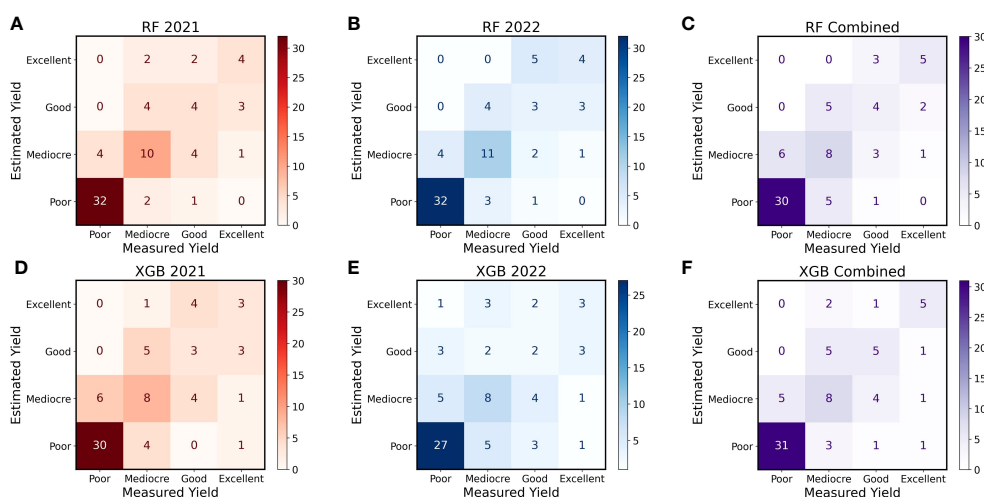 A
RF 2021
Estimated Yield
Excellent 0 2 2 4
Good 0 4 4 3
Mediocre 4 10 4 1
Poor 32 2 1 0
Poor Mediocre Good Excellent
Measured Yield
30
25
20
15
10
5
0
B
RF 2022
Estimated Yield
Excellent 0 0 5 4
Good 0 4 3 3
Mediocre 4 11 2 1
Poor 32 3 1 0
Poor Mediocre Good Excellent
Measured Yield
30
25
20
15
10
5
0
C
RF Combined
Estimated Yield
Excellent 0 0 3 5
Good 0 5 4 2
Mediocre 6 8 3 1
Poor 30 5 1 0
Poor Mediocre Good Excellent
Measured Yield
30
25
20
15
10
5
0
D
XGB 2021
Estimated Yield
Excellent 0 1 4 3
Good 0 5 3 3
Mediocre 6 8 4 1
Poor 30 4 0 1
Poor Mediocre Good Excellent
Measured Yield
30
25
20
15
10
5
0
E
XGB 2022
Estimated Yield
Excellent 1 3 2 3
Good 3 2 2 3
Mediocre 5 8 4 1
Poor 27 5 3 1
Poor Mediocre Good Excellent
Measured Yield
25
20
15
10
5
F
XGB Combined
Estimated Yield
Excellent 0 2 1 5
Good 0 5 5 1
Mediocre 5 8 4 1
Poor 31 3 1 1
Poor Mediocre Good Excellent
Measured Yield
30
25
20
15
10
5
0